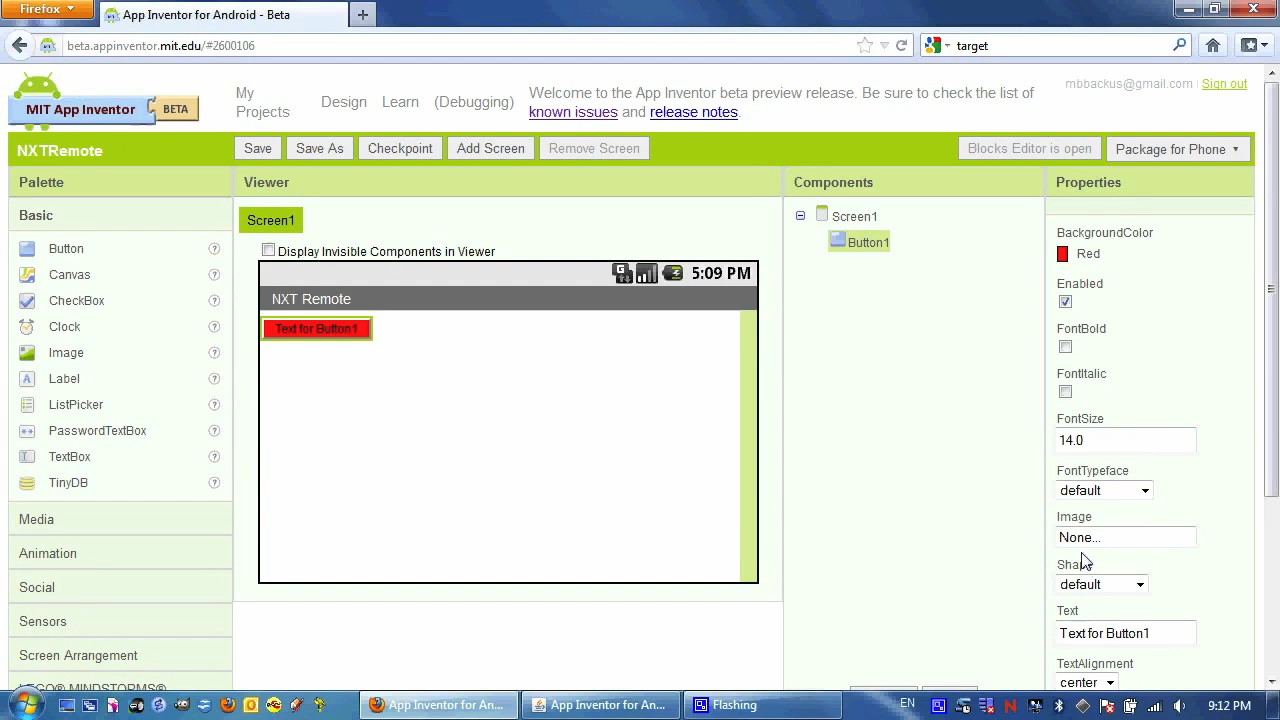 Firefox
App Inventor for Android - Beta
beta.appinventor.mit.edu/#2600106
target
MIT App Inventor BETA
My Projects
Design
Learn
(Debugging)
Welcome to the App Inventor beta preview release. Be sure to check the list of
known issues and release notes.
mbbackus@gmail.com Sign out
NXTRemote
Save
Save As
Checkpoint
Add Screen
Remove Screen
Blocks Editor is open
Package for Phone
Palette
Basic
Button
Canvas
CheckBox
Clock
Image
Label
ListPicker
PasswordTextBox
TextBox
TinyDB
Media
Animation
Social
Sensors
Screen Arrangement
LEGO® MINDSTORMS®
Viewer
Screen1
Display Invisible Components in Viewer
5:09 PM
NXT Remote
Text for Button1
Components
Screen1
Button1
Properties
BackgroundColor
Red
Enabled
FontBold
FontItalic
FontSize
14.0
FontTypeface
default
Image
None...
Shape
default
Text
Text for Button1
TextAlignment
center
App Inventor for An...
App Inventor for An...
Flashing
EN
9:12 PM